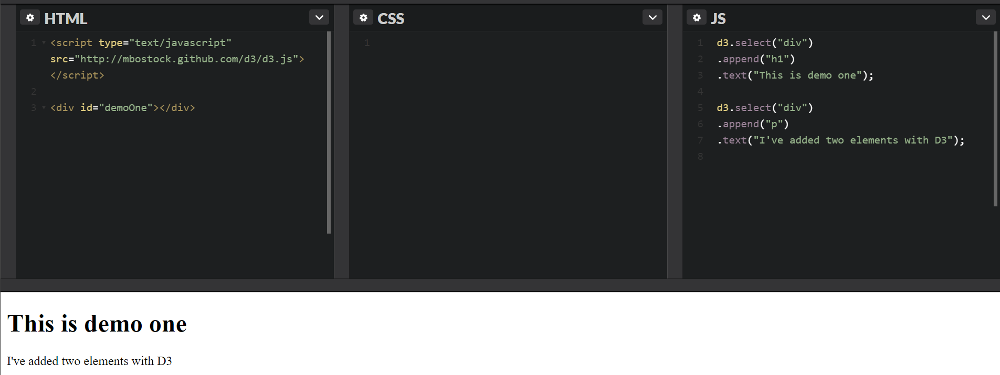 HTML
1 <script type="text/javascript"
src="http://mbostock.github.com/d3/d3.js">
</script>
2
3 <div id="demoOne"></div>
CSS
1
JS
1 d3.select("div")
2 .append("h1")
3 .text("This is demo one");
4
5 d3.select("div")
6 .append("p")
7 .text("I've added two elements with D3");
8
This is demo one
I've added two elements with D3